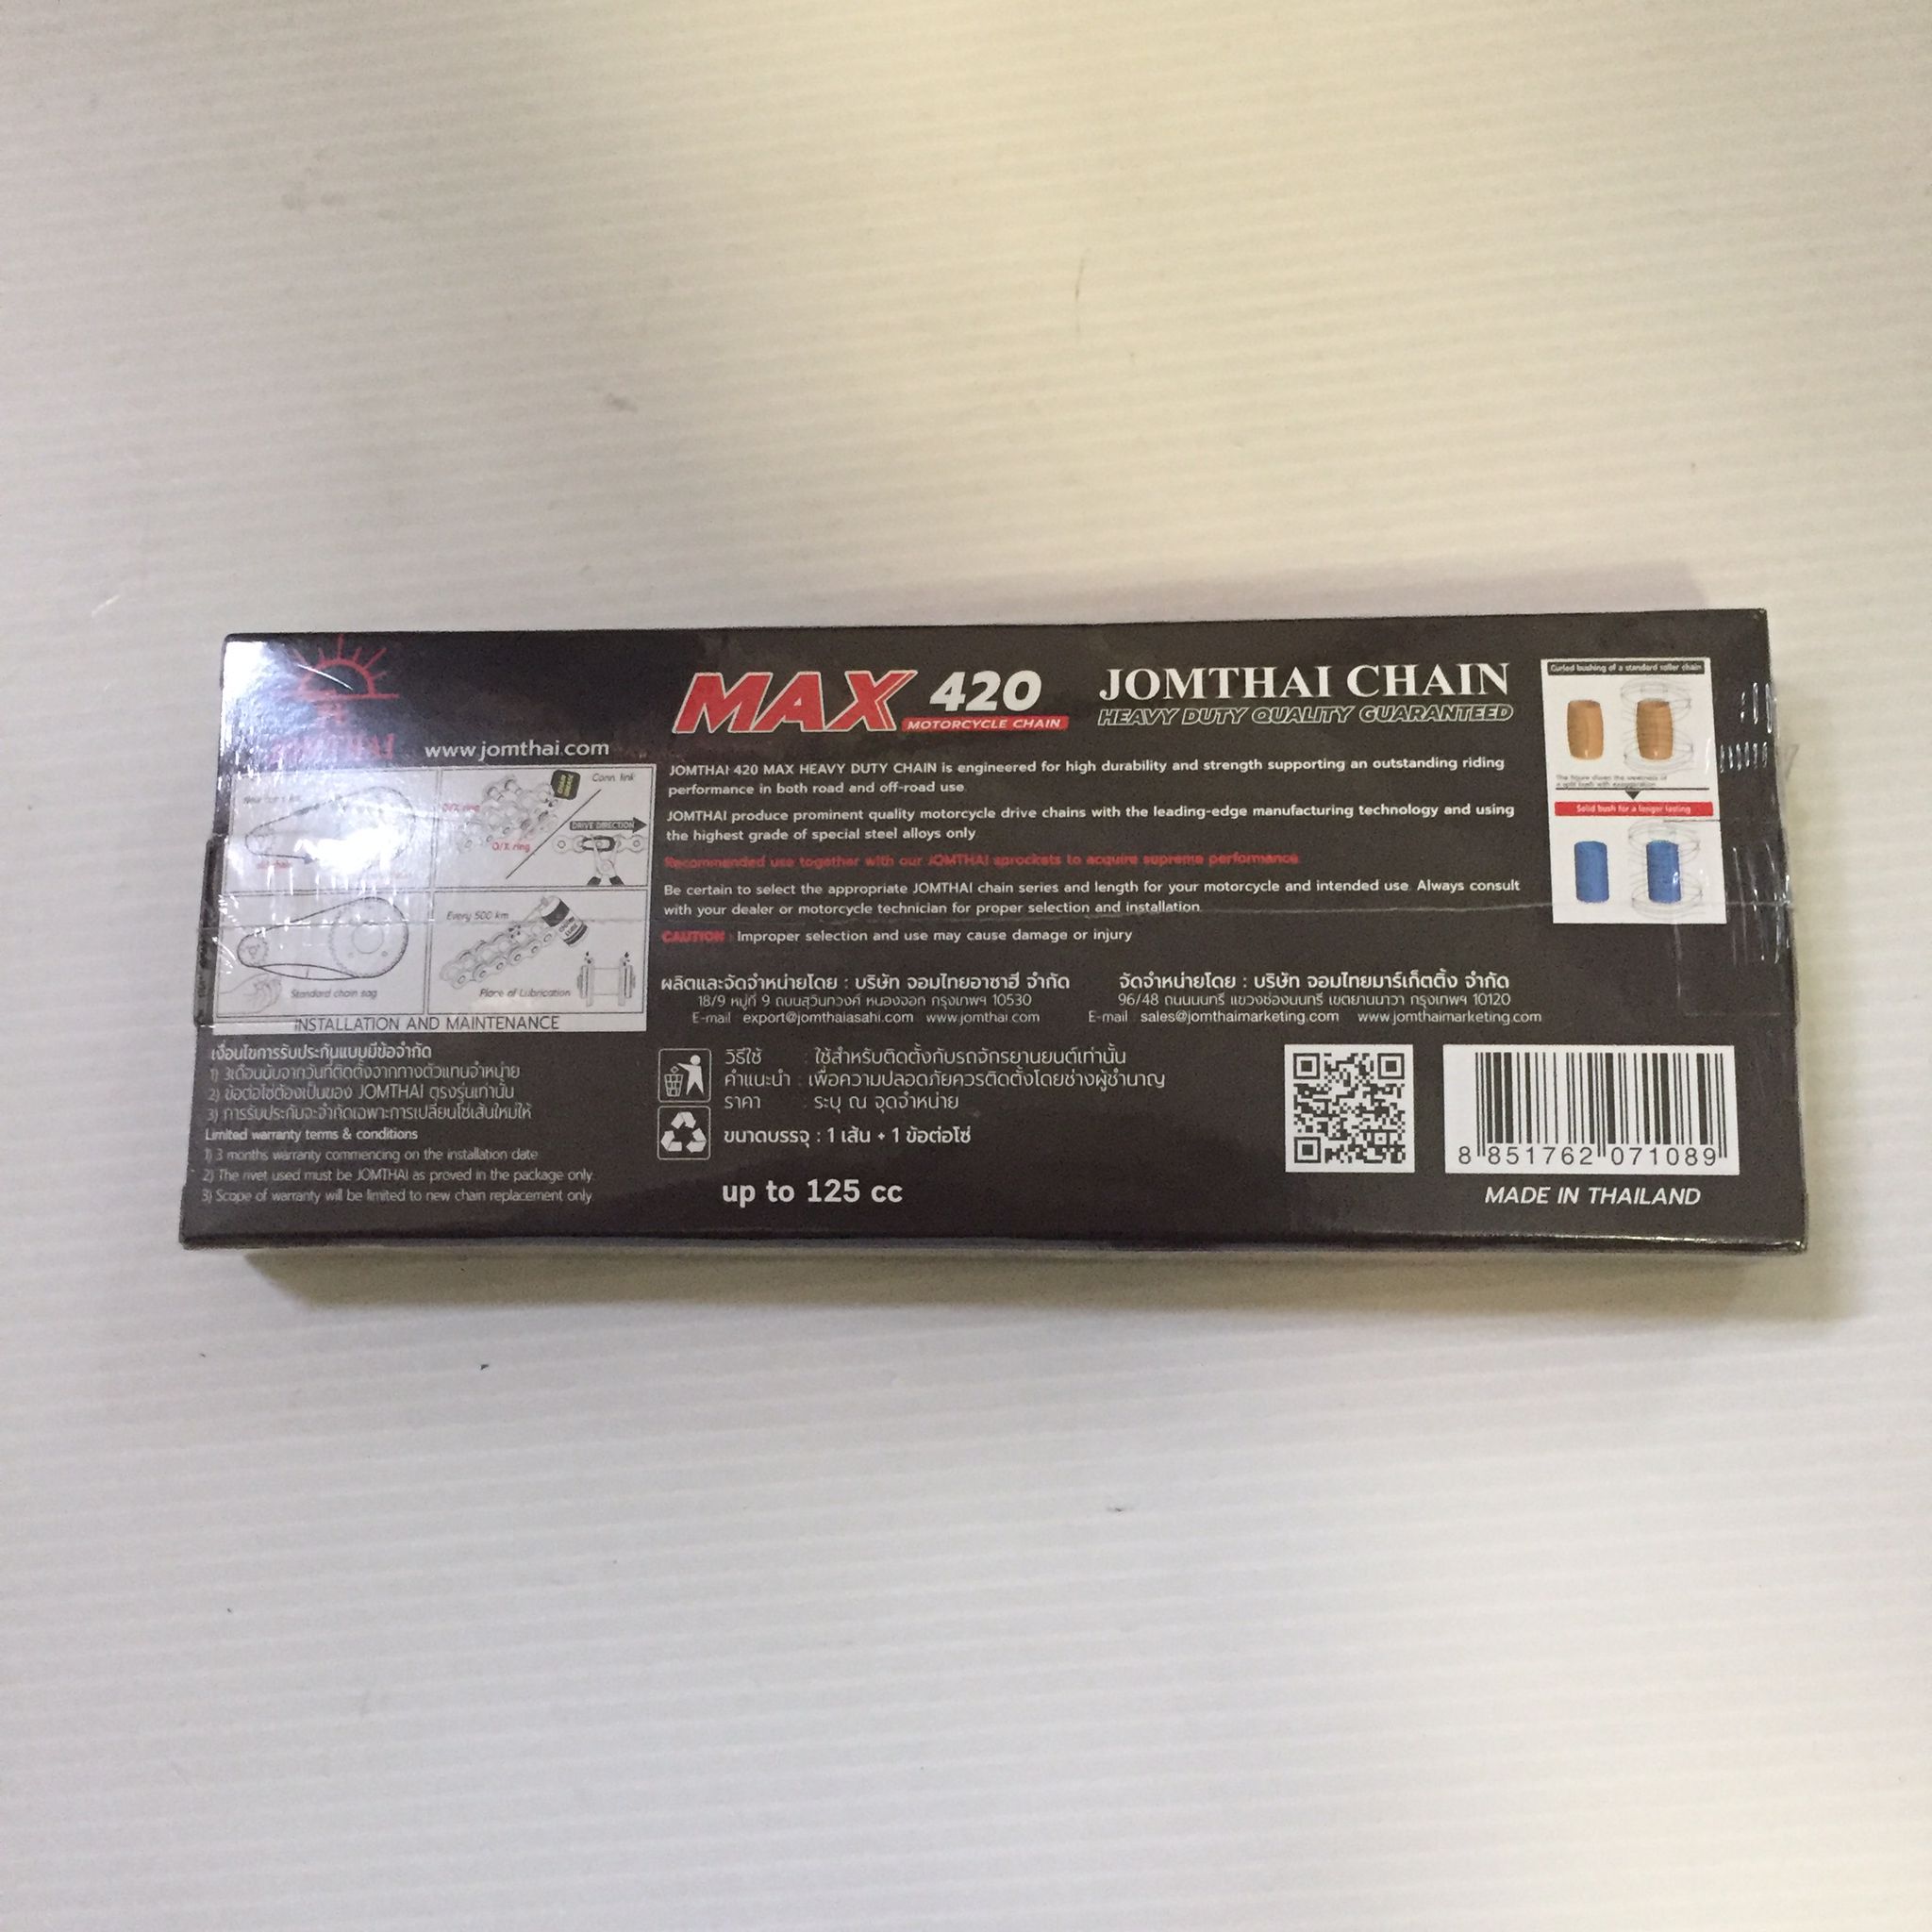 JOMTHAI
www.jomthai.com
MAX 420
MOTORCYCLE CHAIN
JOMTHAI CHAIN
HEAVY DUTY QUALITY GUARANTEED
JOMTHAI 420 MAX HEAVY DUTY CHAIN is engineered for high durability and strength supporting an outstanding riding
performance in both road and off-road use.
JOMTHAI produce prominent quality motorcycle drive chains with the leading-edge manufacturing technology and using
the highest grade of special steel alloys only
Recommended use together with our JOMTHAI sprockets to acquire supreme performance.
Be certain to select the appropriate JOMTHAI chain series and length for your motorcycle and intended use. Always consult
with your dealer or motorcycle technician for proper selection and installation.
CAUTION : Improper selection and use may cause damage or injury
Curled bushing of a standard roller chain
Solid bush for a longer lasting
Conn. link
DRIVE DIRECTION
O/X ring
O/X ring
Every 500 km
Standard chain sag
Plane of Lubrication
INSTALLATION AND MAINTENANCE
ผลิตและจัดจำหน่ายโดย : บริษัท จอมไทยอาซาฮี จำกัด
18/9 หมู่ที่ 9 ถนนสุวินทวงศ์ หนองจอก กรุงเทพฯ 10530
E-mail export@jomthaiasahi.com www.jomthai.com
จัดจำหน่ายโดย : บริษัท จอมไทยมาร์เก็ตติ้ง จำกัด
96/48 ถนนนนทรี แขวงช่องนนทรี เขตยานนาวา กรุงเทพฯ 10120
E-mail sales@jomthaimarketing.com www.jomthaimarketing.com
เงื่อนไขการรับประกันแบบมีข้อจำกัด
1) 3เดือนนับจากวันที่ติดตั้งจากทางตัวแทนจำหน่าย
2) ข้อต่อโซ่ต้องเป็นของ JOMTHAI ตรงรุ่นเท่านั้น
3) การรับประกันจะจำกัดเฉพาะการเปลี่ยนโซ่เส้นใหม่ให้
Limited warranty terms & conditions
1) 3 months warranty commencing on the installation date
2) The rivet used must be JOMTHAI as proved in the package only.
3) Scope of warranty will be limited to new chain replacement only.
วิธีใช้ : ใช้สำหรับติดตั้งกับรถจักรยานยนต์เท่านั้น
คำแนะนำ : เพื่อความปลอดภัยควรติดตั้งโดยช่างผู้ชำนาญ
ราคา : ระบุ ณ จุดจำหน่าย
ขนาดบรรจุ : 1 เส้น + 1 ข้อต่อโซ่
up to 125 cc
8 851762 071089
MADE IN THAILAND